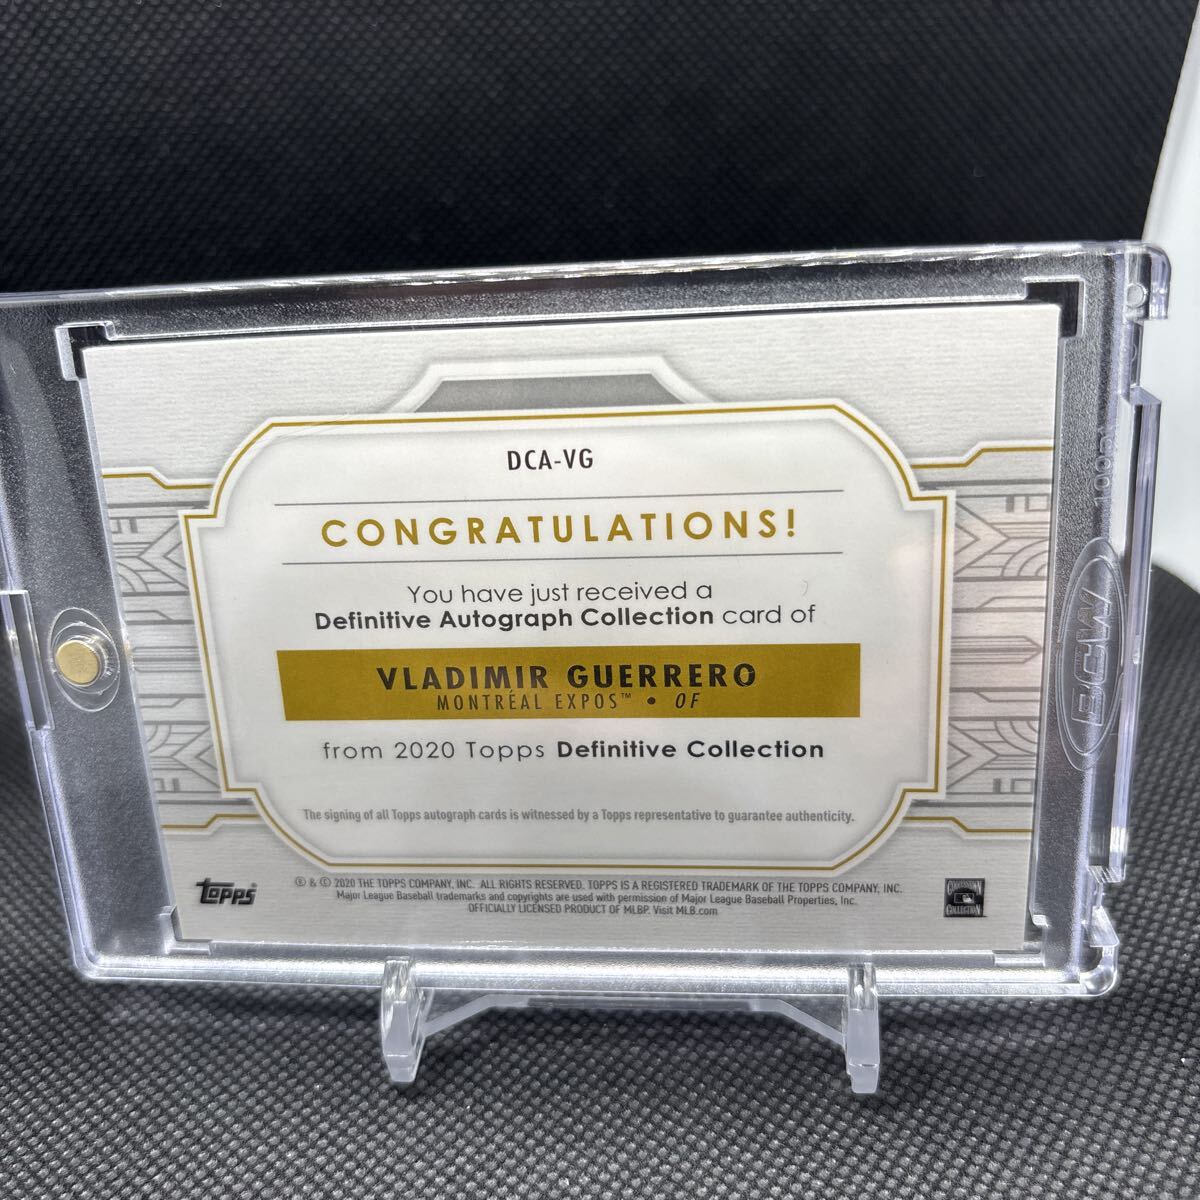 DCA-VG
CONGRATULATIONS!
You have just received a
Definitive Autograph Collection card of
VLADIMIR GUERRERO
MONTRÉAL EXPOS™ • OF
from 2020 Topps Definitive Collection
The signing of all Topps autograph cards is witnessed by a Topps representative to guarantee authenticity.
topps
® & © 2020 THE TOPPS COMPANY, INC. ALL RIGHTS RESERVED. TOPPS IS A REGISTERED TRADEMARK OF THE TOPPS COMPANY, INC.
Major League Baseball trademarks and copyrights are used with permission of Major League Baseball Properties, Inc.
OFFICIALLY LICENSED PRODUCT OF MLBP. Visit MLB.com
COOPERSTOWN
COLLECTION
BCW